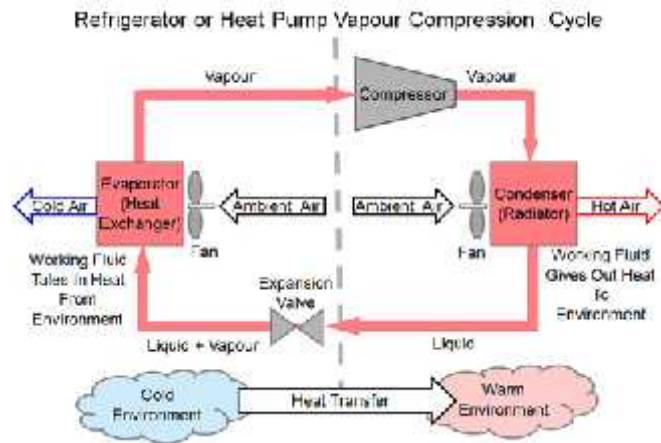 Refrigerator or Heat Pump Vapour Compression Cycle
Vapour
Compressor
Vapour
Evaporator
(Heat
Exchanger)
Cold Air
Ambient Air
Fan
Ambient Air
Fan
Condenser
(Radiator)
Hot Air
Working Fluid
Takes In Heat
From
Environment
Expansion
Valve
Working Fluid
Gives Out Heat
To
Environment
Liquid + Vapour
Liquid
Cold
Environment
Heat Transfer
Warm
Environment